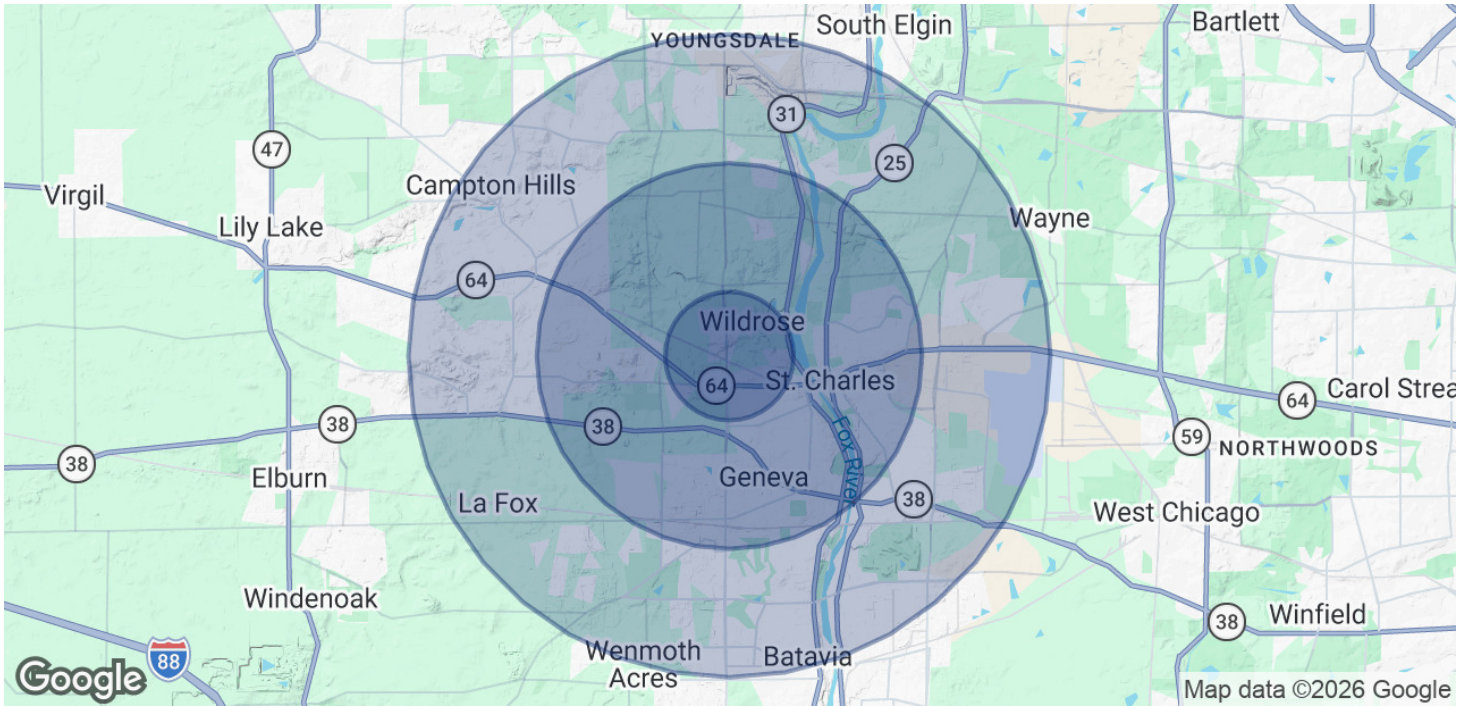 South Elgin
Bartlett
YOUNGSDALE
31
47
25
Campton Hills
Virgil
Wayne
Lily Lake
64
Wildrose
St. Charles
64
Carol Strea
64
38
38
38
59
Fox River
NORTHWOODS
Elburn
Geneva
La Fox
38
West Chicago
Windenoak
Winfield
38
Wenmoth
Acres
Batavia
88
Google
Map data ©2026 Google